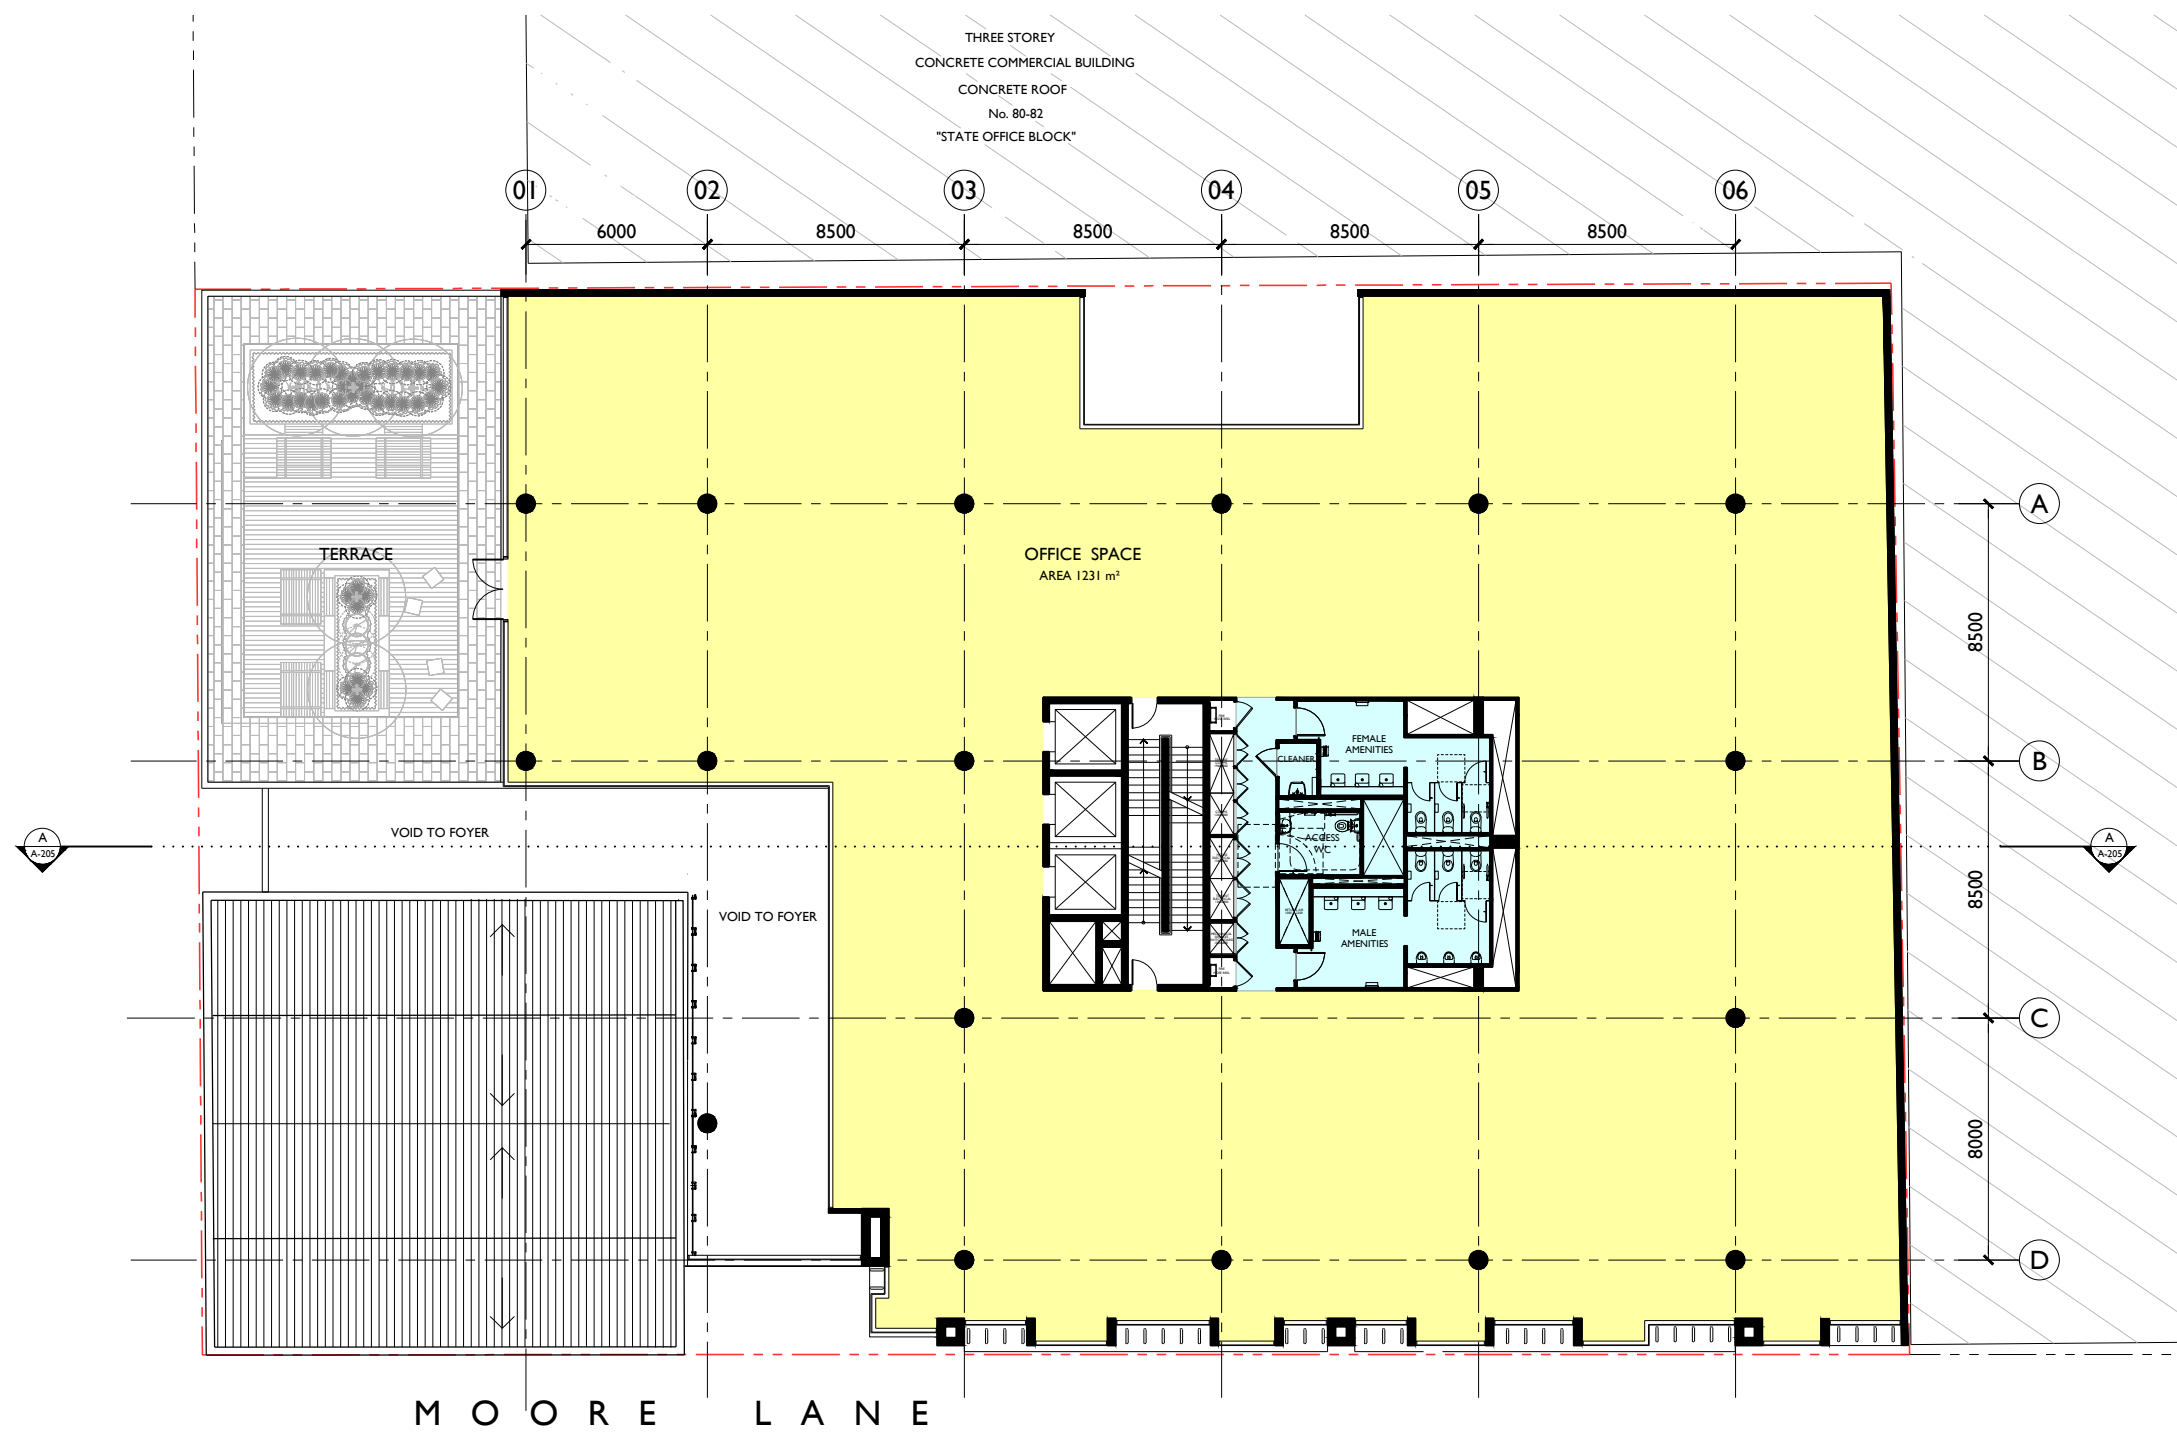 THREE STOREY
CONCRETE COMMERCIAL BUILDING
CONCRETE ROOF
No. 80-82
"STATE OFFICE BLOCK"
01
02
03
04
05
06
6000
8500
8500
8500
8500
TERRACE
OFFICE SPACE
AREA 1231 m²
A
8500
B
8500
C
8000
D
FEMALE
AMENITIES
CLEANER
ACCESS
WC
MALE
AMENITIES
VOID TO FOYER
VOID TO FOYER
A
A-205
A
A-205
MOORE LANE